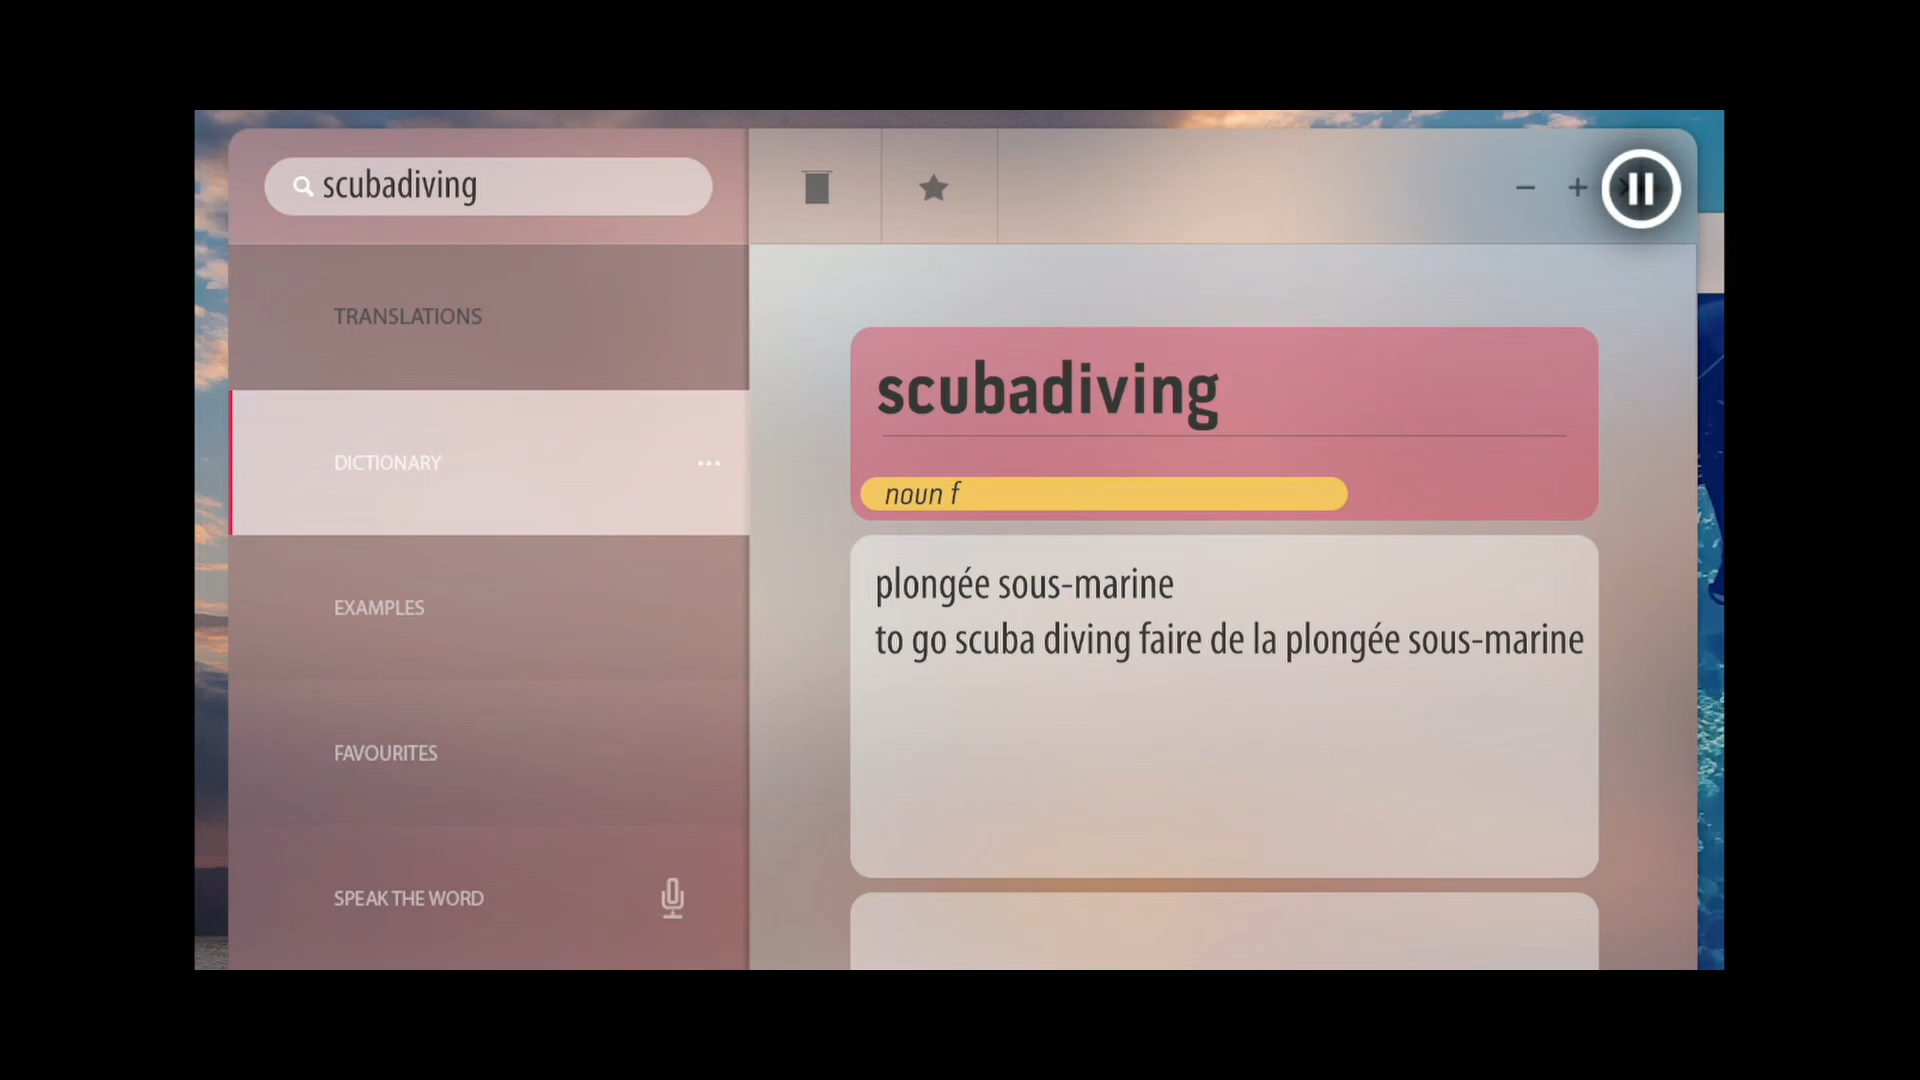 scubadiving
TRANSLATIONS
DICTIONARY
EXAMPLES
FAVOURITES
SPEAK THE WORD
scubadiving
noun f
plongée sous-marine
to go scuba diving faire de la plongée sous-marine